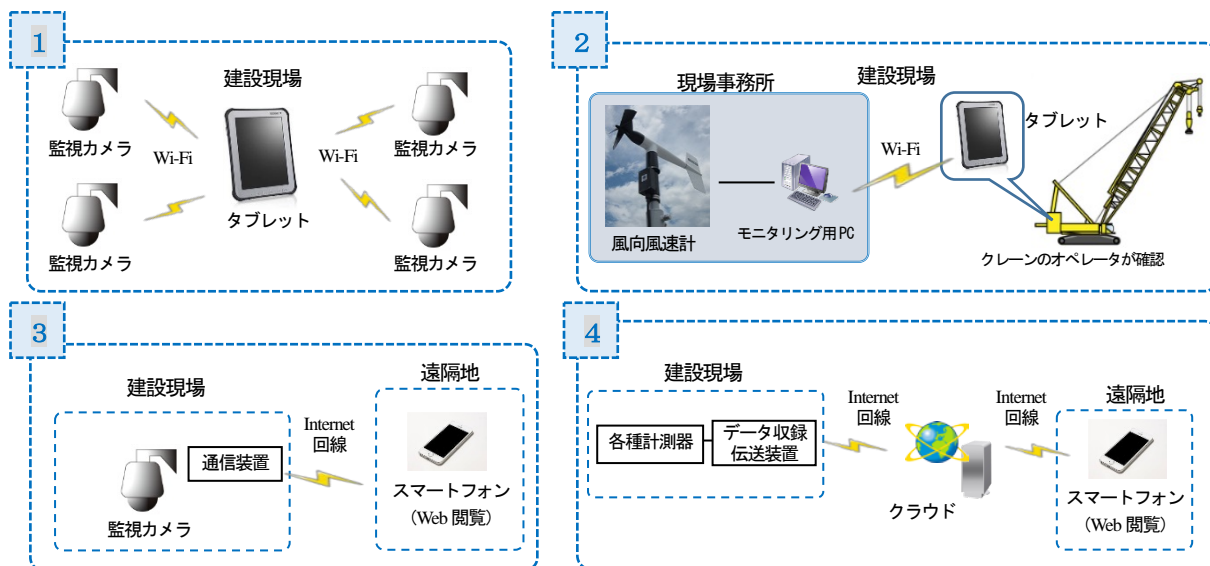 1
建設現場
監視カメラ
Wi-Fi
Wi-Fi
監視カメラ
監視カメラ
タブレット
監視カメラ
2
現場事務所
建設現場
Wi-Fi
タブレット
風向風速計
モニタリング用PC
クレーンのオペレータが確認
3
建設現場
遠隔地
Internet
回線
通信装置
監視カメラ
スマートフォン
（Web 閲覧）
4
建設現場
遠隔地
Internet
回線
Internet
回線
各種計測器
データ収録
伝送装置
クラウド
スマートフォン
（Web 閲覧）